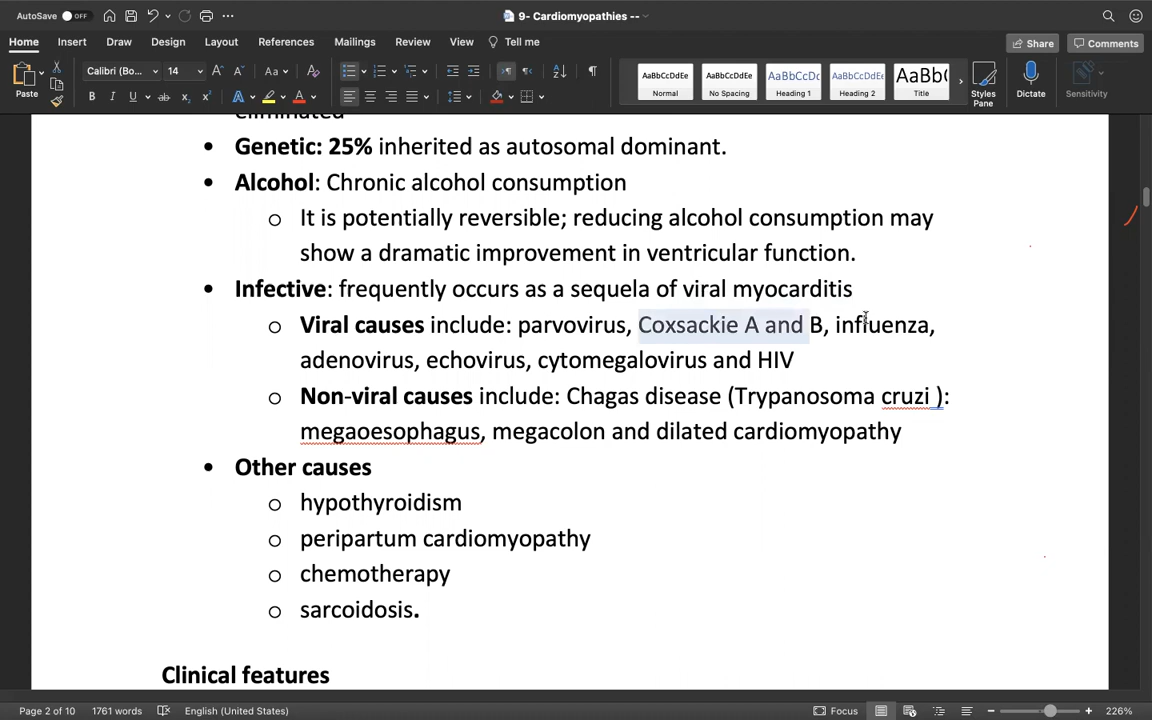 AutoSave OFF 9- Cardiomyopathies --
Home Insert Draw Design Layout References Mailings Review View Tell me Share Comments
Paste Calibri (Bo... 14 Aa AaBbCcDdEe AaBbCcDdEe AaBbCcDc AaBbCcDdEe AaBb( Styles Pane Dictate Sensitivity
Normal No Spacing Heading 1 Heading 2 Title
eliminated
• Genetic: 25% inherited as autosomal dominant.
• Alcohol: Chronic alcohol consumption
o It is potentially reversible; reducing alcohol consumption may
show a dramatic improvement in ventricular function.
• Infective: frequently occurs as a sequela of viral myocarditis
o Viral causes include: parvovirus, Coxsackie A and B, influenza,
adenovirus, echovirus, cytomegalovirus and HIV
o Non-viral causes include: Chagas disease (Trypanosoma cruzi ):
megaoesophagus, megacolon and dilated cardiomyopathy
• Other causes
o hypothyroidism
o peripartum cardiomyopathy
o chemotherapy
o sarcoidosis.
Clinical features
Page 2 of 10 1761 words English (United States) Focus 226%